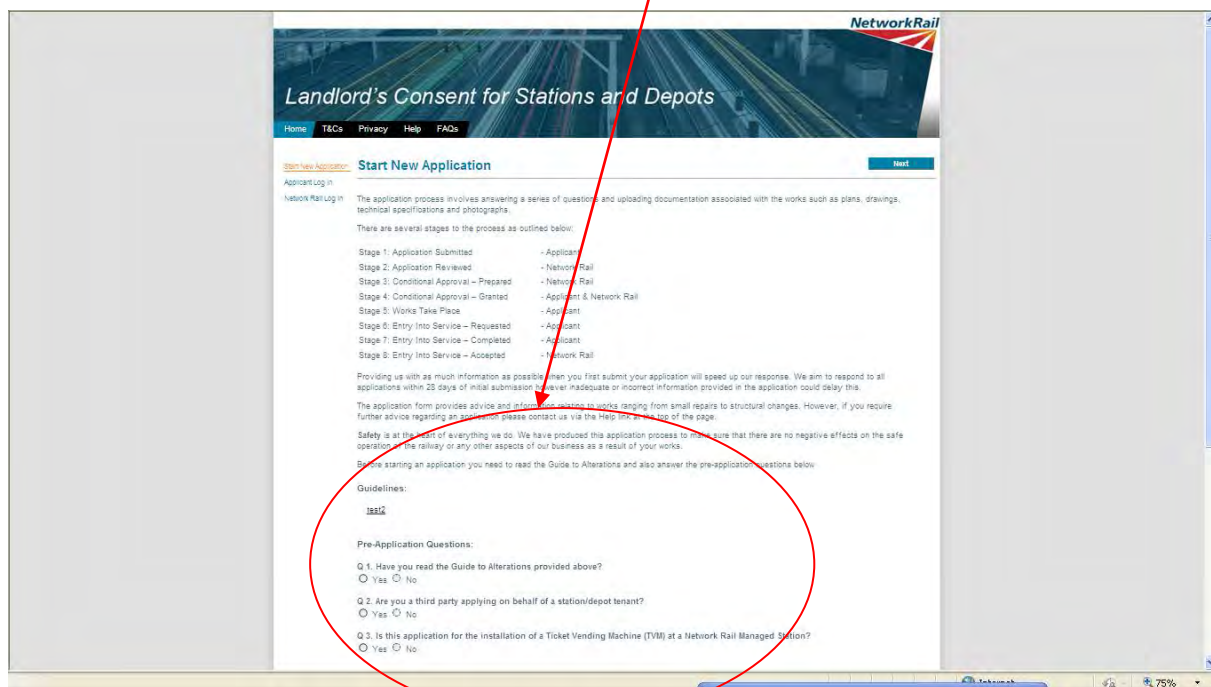 NetworkRail
Landlord's Consent for Stations and Depots
Home T&Cs Privacy Help FAQs
Start New Application
Start New Application
Next
Applicant Log in
Network Rail Log in
The application process involves answering a series of questions and uploading documentation associated with the works such as plans, drawings,
technical specifications and photographs.
There are several stages to the process as outlined below:
Stage 1: Application Submitted - Applicant
Stage 2: Application Reviewed - Network Rail
Stage 3: Conditional Approval – Prepared - Network Rail
Stage 4: Conditional Approval – Granted - Applicant & Network Rail
Stage 5: Works Take Place - Applicant
Stage 6: Entry Into Service – Requested - Applicant
Stage 7: Entry Into Service – Completed - Applicant
Stage 8: Entry Into Service – Accepted - Network Rail
Providing us with as much information as possible when you first submit your application will speed up our response. We aim to respond to all
applications within 28 days of initial submission however inadequate or incorrect information provided in the application could delay this.
The application form provides advice and information relating to works ranging from small repairs to structural changes. However, if you require
further advice regarding an application please contact us via the Help link at the top of the page.
Safety is at the heart of everything we do. We have produced this application process to make sure that there are no negative effects on the safe
operation of the railway or any other aspects of our business as a result of your works.
Before starting an application you need to read the Guide to Alterations and also answer the pre-application questions below
Guidelines:
test2
Pre-Application Questions:
Q 1. Have you read the Guide to Alterations provided above?
Yes No
Q 2. Are you a third party applying on behalf of a station/depot tenant?
Yes No
Q 3. Is this application for the installation of a Ticket Vending Machine (TVM) at a Network Rail Managed Station?
Yes No
Internet
75%